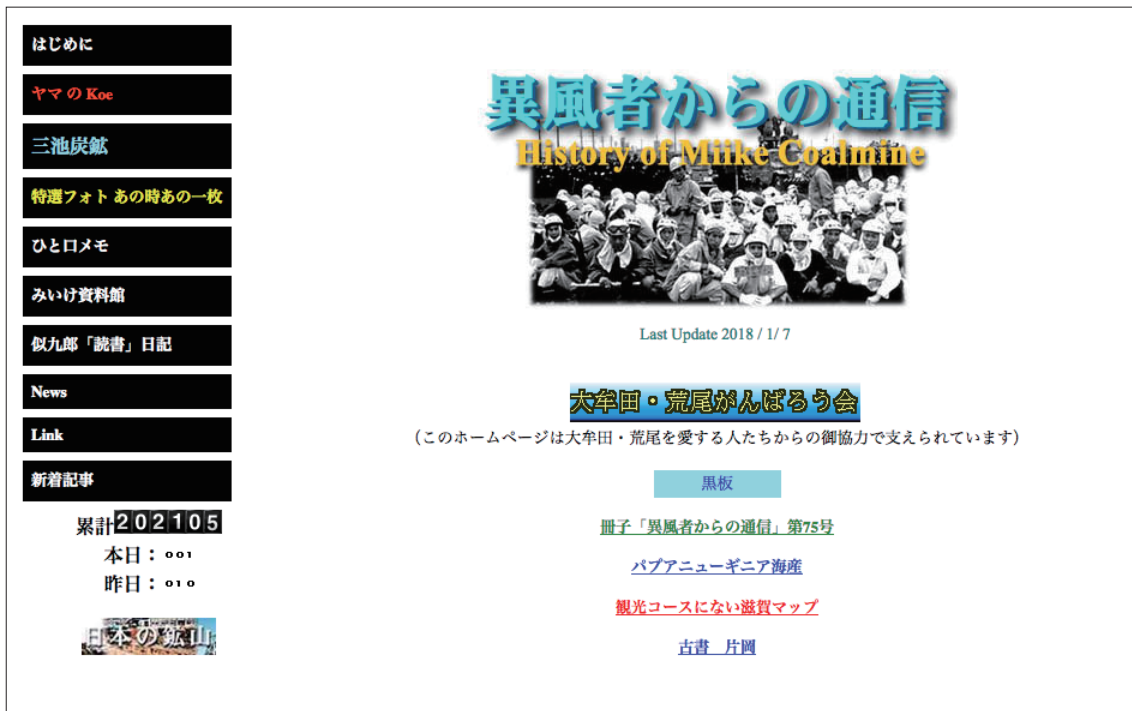 はじめに
ヤマ の Koe
三池炭鉱
特選フォト あの時あの一枚
ひと口メモ
みいけ資料館
似九郎「読書」日記
News
Link
新着記事
累計202105
本日：001
昨日：010
日本の鉱山
異風者からの通信
History of Miike Coalmine
Last Update 2018 / 1/ 7
大牟田・荒尾がんばろう会
（このホームページは大牟田・荒尾を愛する人たちからの御協力で支えられています）
黒板
冊子「異風者からの通信」第75号
パプアニューギニア海産
観光コースにない滋賀マップ
古書　片岡